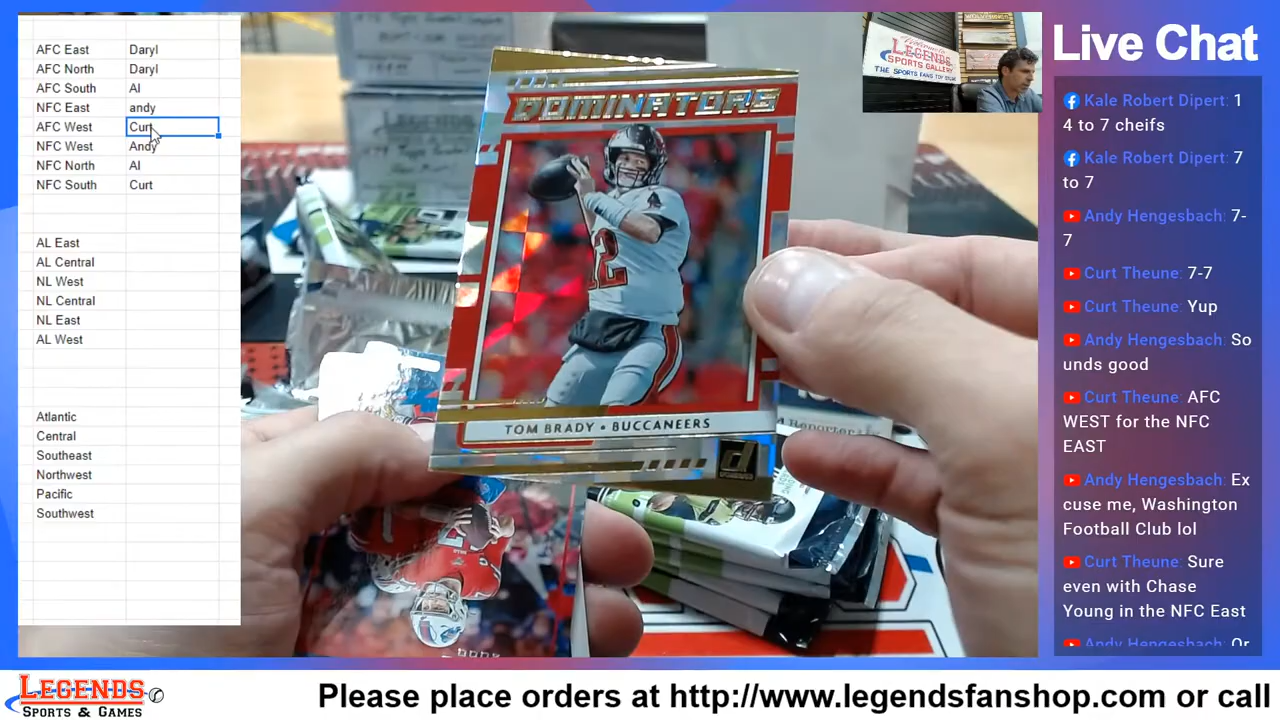 AFC East Daryl
AFC North Daryl
AFC South Al
NFC East andy
AFC West Curt
NFC West Andy
NFC North Al
NFC South Curt
AL East
AL Central
NL West
NL Central
NL East
AL West
Atlantic
Central
Southeast
Northwest
Pacific
Southwest
DOMINATORS
12
TOM BRADY • BUCCANEERS
LEGENDS
SPORTS GALLERY
THE SPORTS FANS TOY STORE
Live Chat
Kale Robert Dipert: 1
4 to 7 cheifs
Kale Robert Dipert: 7
to 7
Andy Hengesbach: 7-
7
Curt Theune: 7-7
Curt Theune: Yup
Andy Hengesbach: So
unds good
Curt Theune: AFC
WEST for the NFC
EAST
Andy Hengesbach: Ex
cuse me, Washington
Football Club lol
Curt Theune: Sure
even with Chase
Young in the NFC East
Andy Hengesbach: Or
LEGENDS
SPORTS & GAMES
Please place orders at http://www.legendsfanshop.com or call